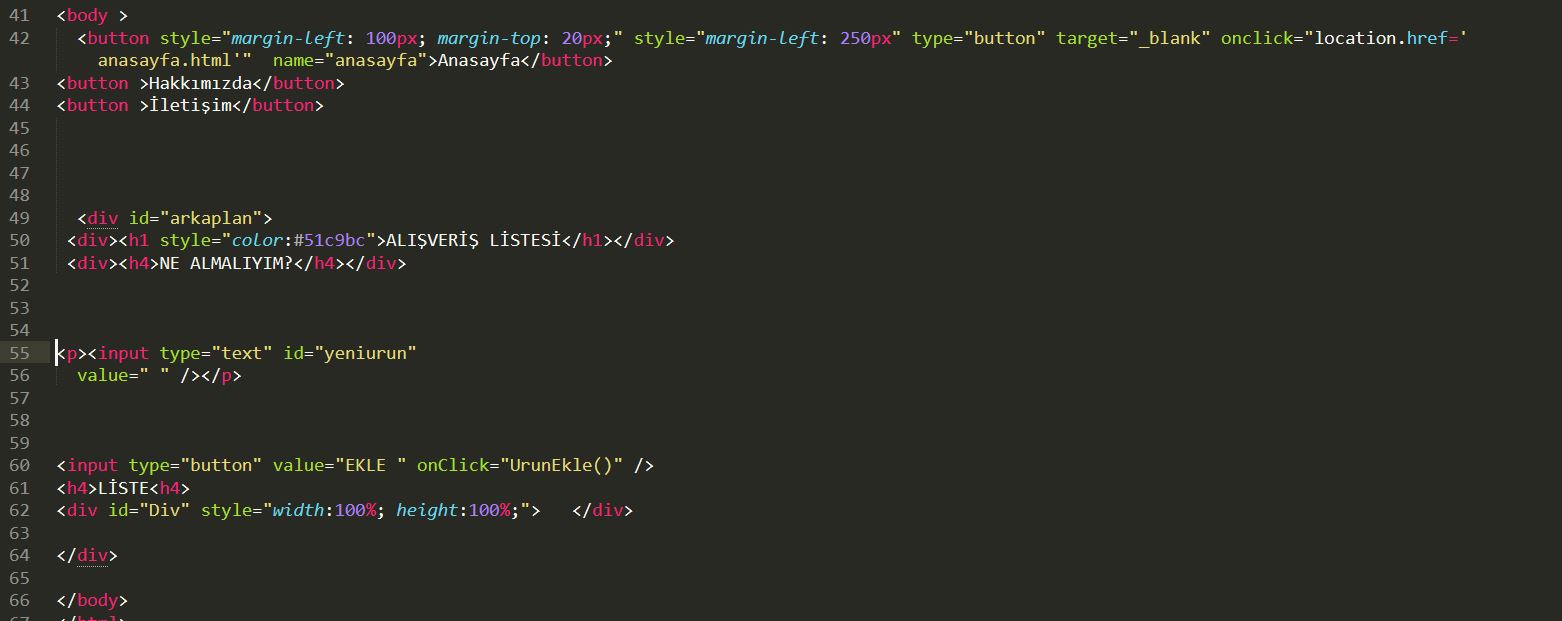 41 <body >
42 <button style="margin-left: 100px; margin-top: 20px;" style="margin-left: 250px" type="button" target="_blank" onclick="location.href='
anasayfa.html'"  name="anasayfa">Anasayfa</button>
43 <button >Hakkımızda</button>
44 <button >İletişim</button>
45
46
47
48
49 <div id="arkaplan">
50 <div><h1 style="color:#51c9bc">ALIŞVERİŞ LİSTESİ</h1></div>
51 <div><h4>NE ALMALIYIM?</h4></div>
52
53
54
55 <p><input type="text" id="yeniurun"
56 value=" " /></p>
57
58
59
60 <input type="button" value="EKLE " onClick="UrunEkle()" />
61 <h4>LİSTE<h4>
62 <div id="Div" style="width:100%; height:100%;">   </div>
63
64 </div>
65
66 </body>
67 </html>